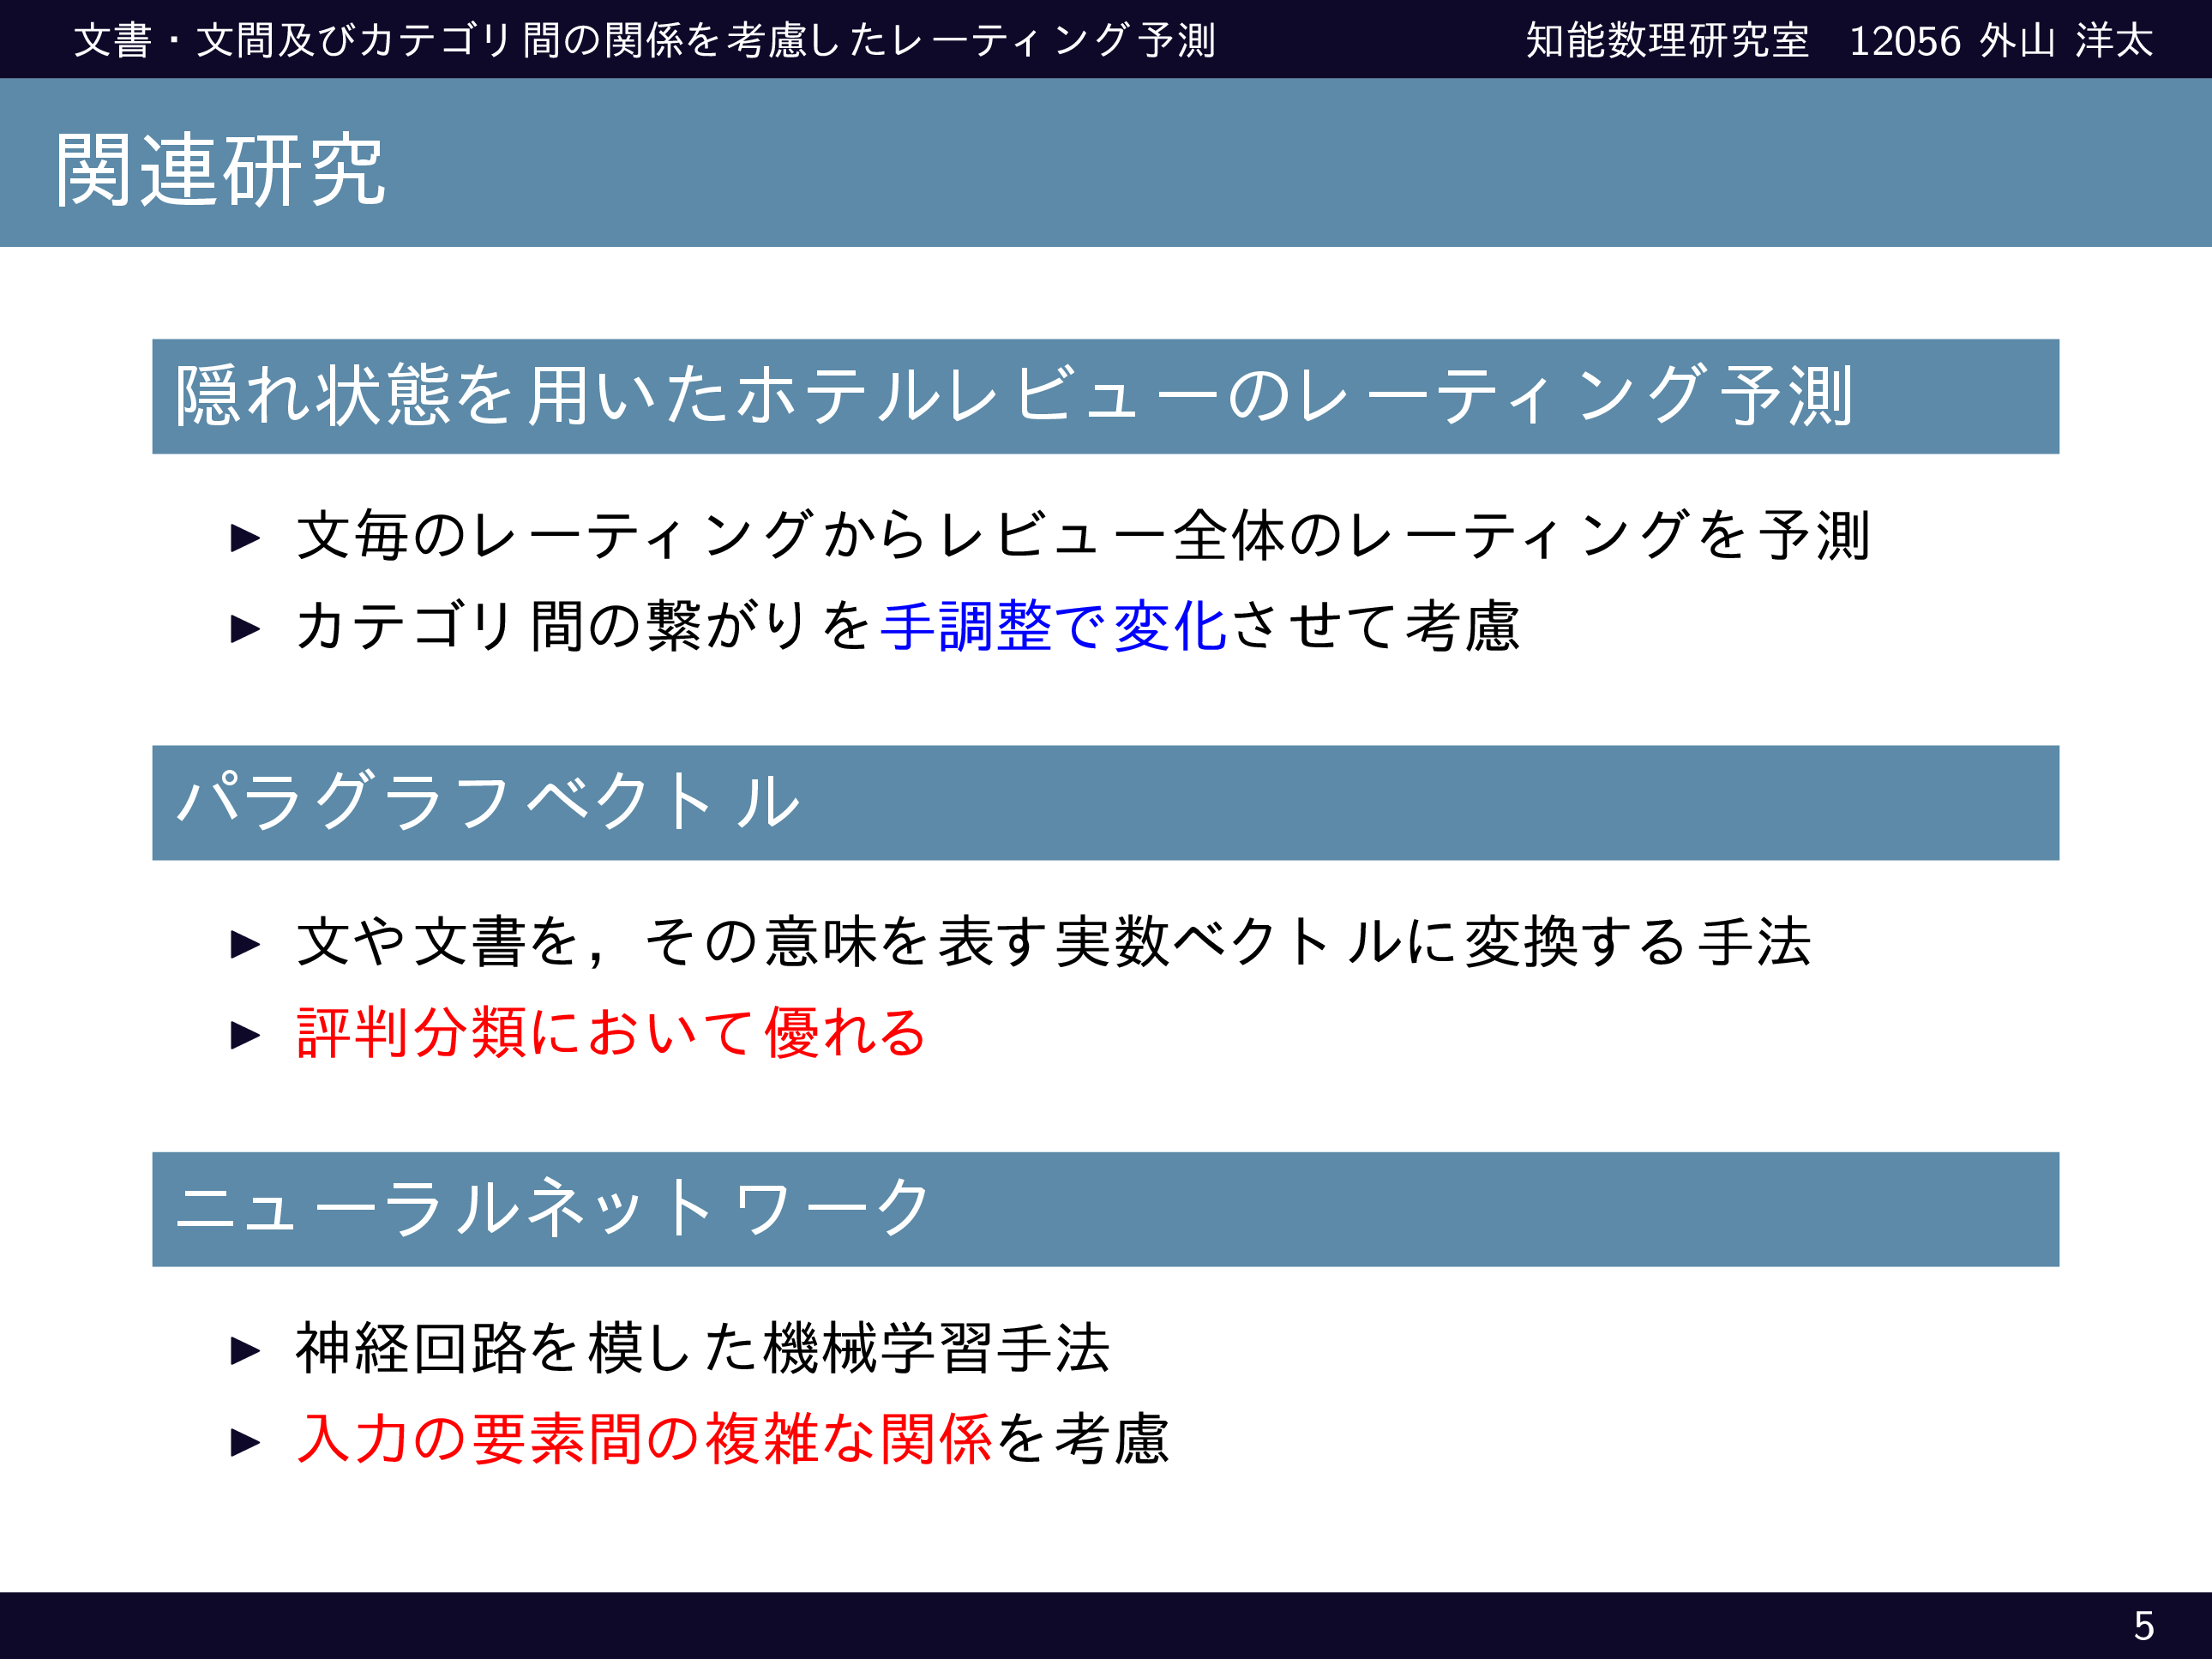 文書・文間及びカテゴリ間の関係を考慮したレーティング予測 知能数理研究室 12056 外山 洋太
関連研究
隠れ状態を用いたホテルレビューのレーティング予測
文毎のレーティングからレビュー全体のレーティングを予測
カテゴリ間の繋がりを手調整で変化させて考慮
パラグラフベクトル
文や文書を，その意味を表す実数ベクトルに変換する手法
評判分類において優れる
ニューラルネットワーク
神経回路を模した機械学習手法
入力の要素間の複雑な関係を考慮
5